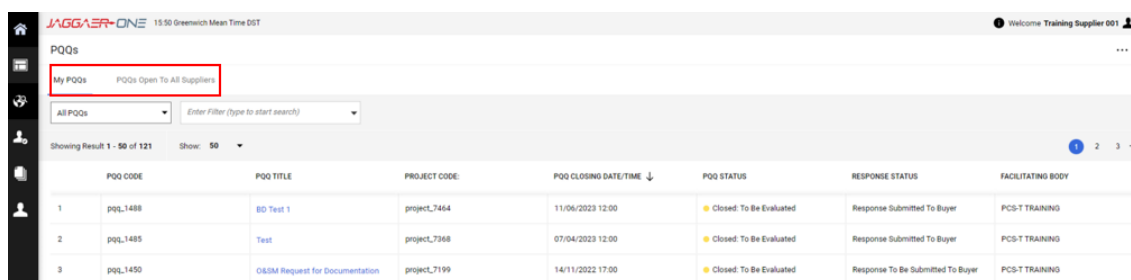 JAGGAER ONE 15:50 Greenwich Mean Time DST Welcome Training Supplier 001
PQQs
My PQQs PQQs Open To All Suppliers
All PQQs Enter Filter (type to start search)
Showing Result 1 - 50 of 121 Show: 50 1 2 3
PQQ CODE PQQ TITLE PROJECT CODE: PQQ CLOSING DATE/TIME PQQ STATUS RESPONSE STATUS FACILITATING BODY
1 pqq_1488 BD Test 1 project_7464 11/06/2023 12:00 Closed: To Be Evaluated Response Submitted To Buyer PCS-T TRAINING
2 pqq_1485 Test project_7368 07/04/2023 12:00 Closed: To Be Evaluated Response Submitted To Buyer PCS-T TRAINING
3 pqq_1450 O&SM Request for Documentation project_7199 14/11/2022 17:00 Closed: To Be Evaluated Response To Be Submitted To Buyer PCS-T TRAINING